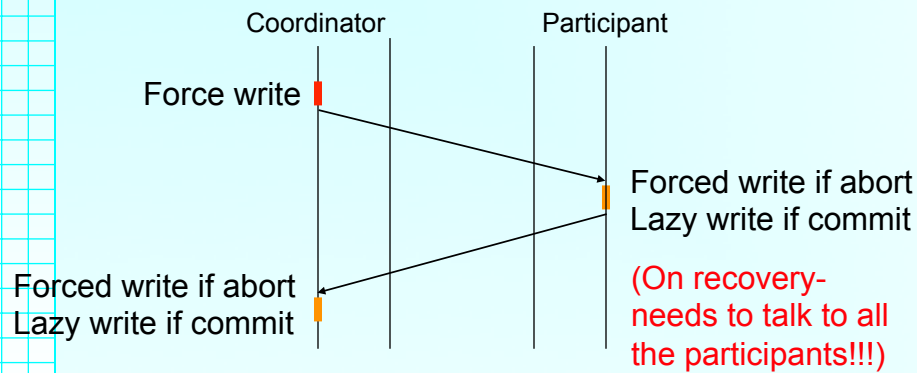 Coordinator
Participant
Force write
Forced write if abort
Lazy write if commit
(On recovery-
needs to talk to all
the participants!!!)
Forced write if abort
Lazy write if commit